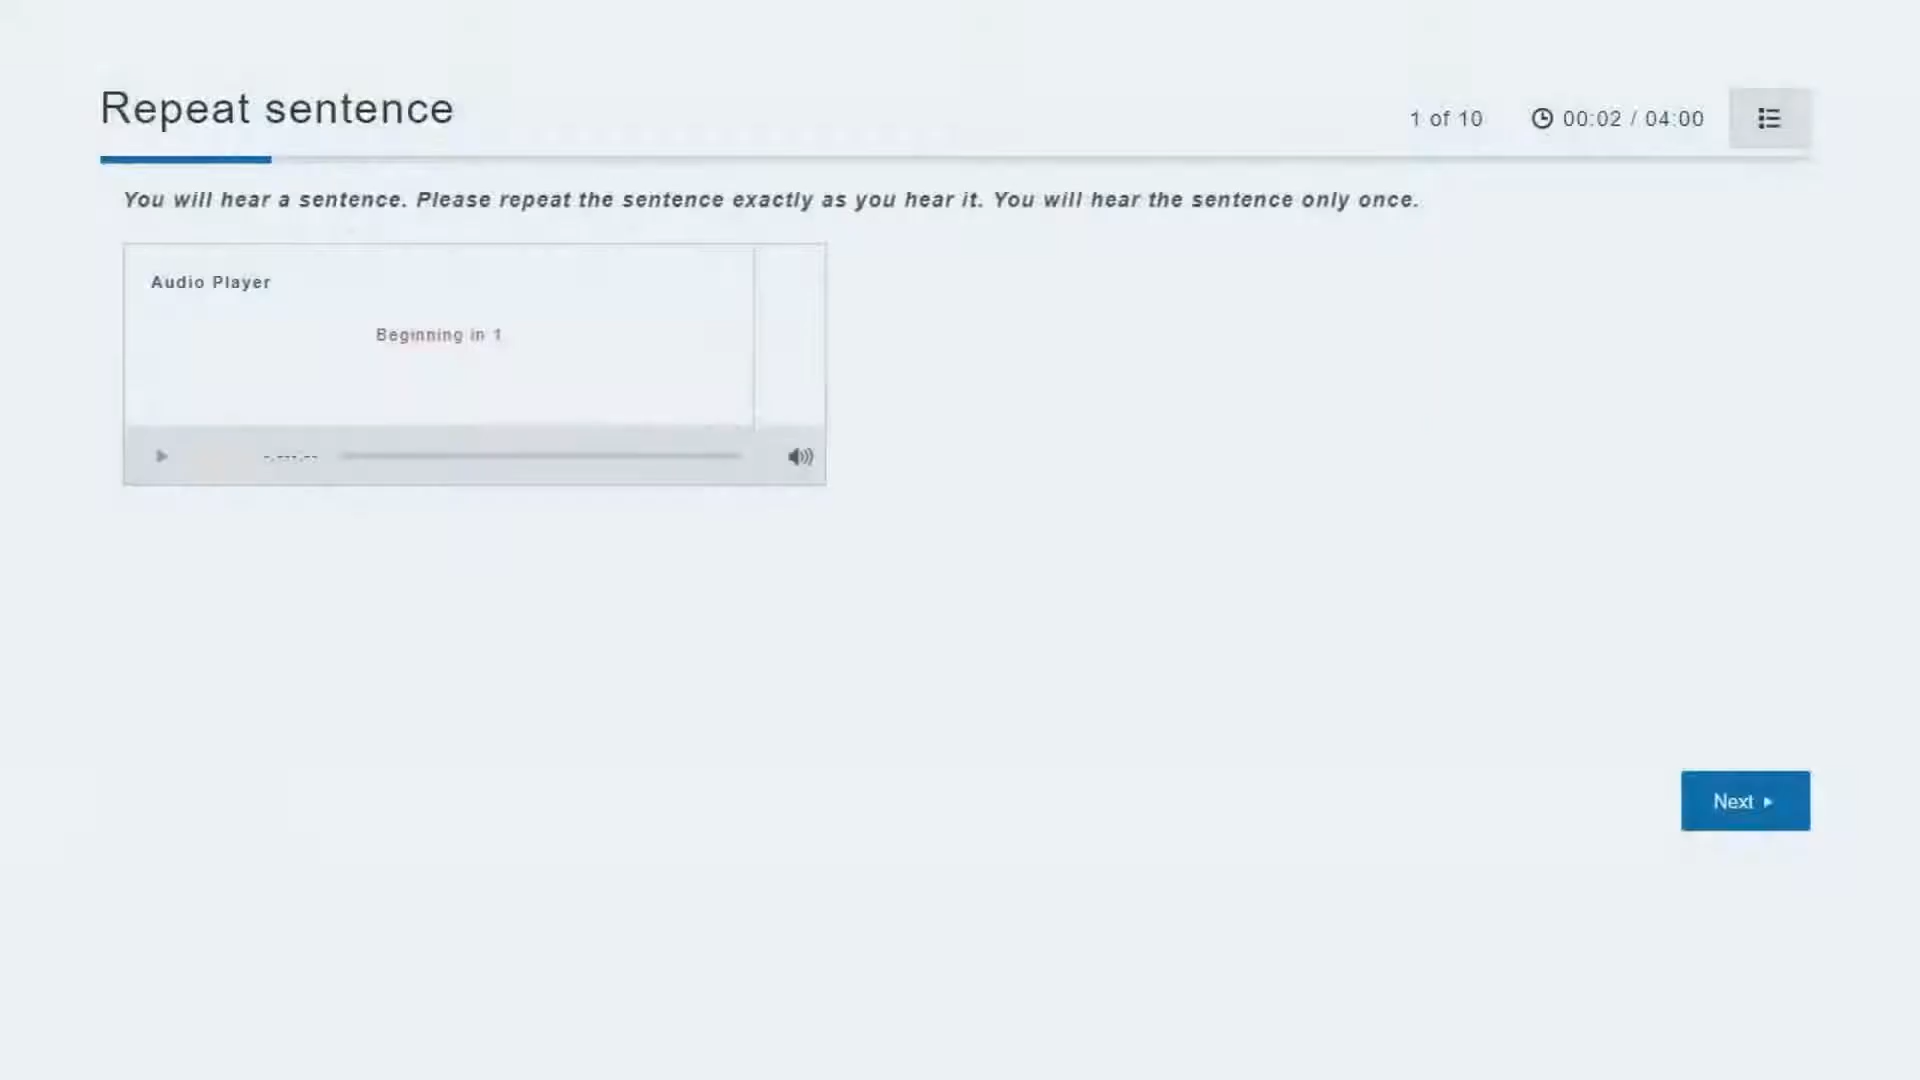 Repeat sentence
1 of 10
00:02 / 04:00
You will hear a sentence. Please repeat the sentence exactly as you hear it. You will hear the sentence only once.
Audio Player
Beginning in 1
Next